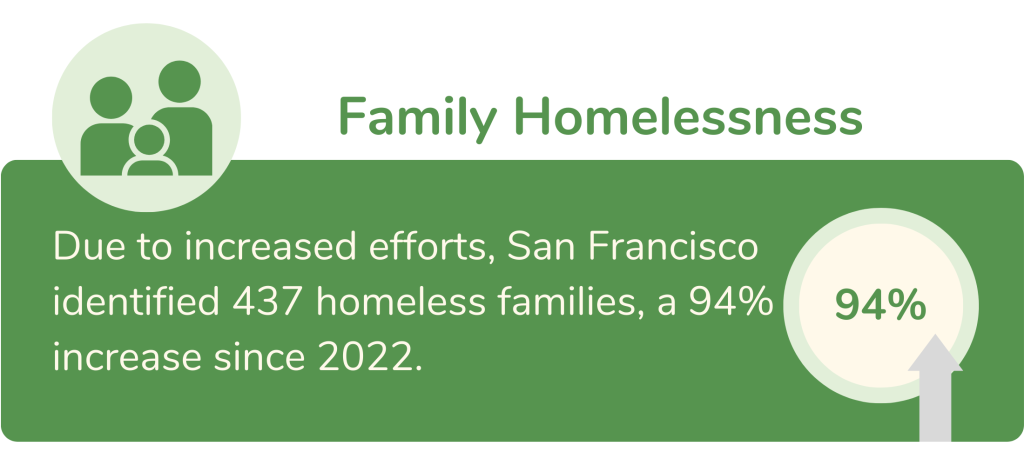 Family Homelessness
Due to increased efforts, San Francisco
identified 437 homeless families, a 94%
increase since 2022.
94%